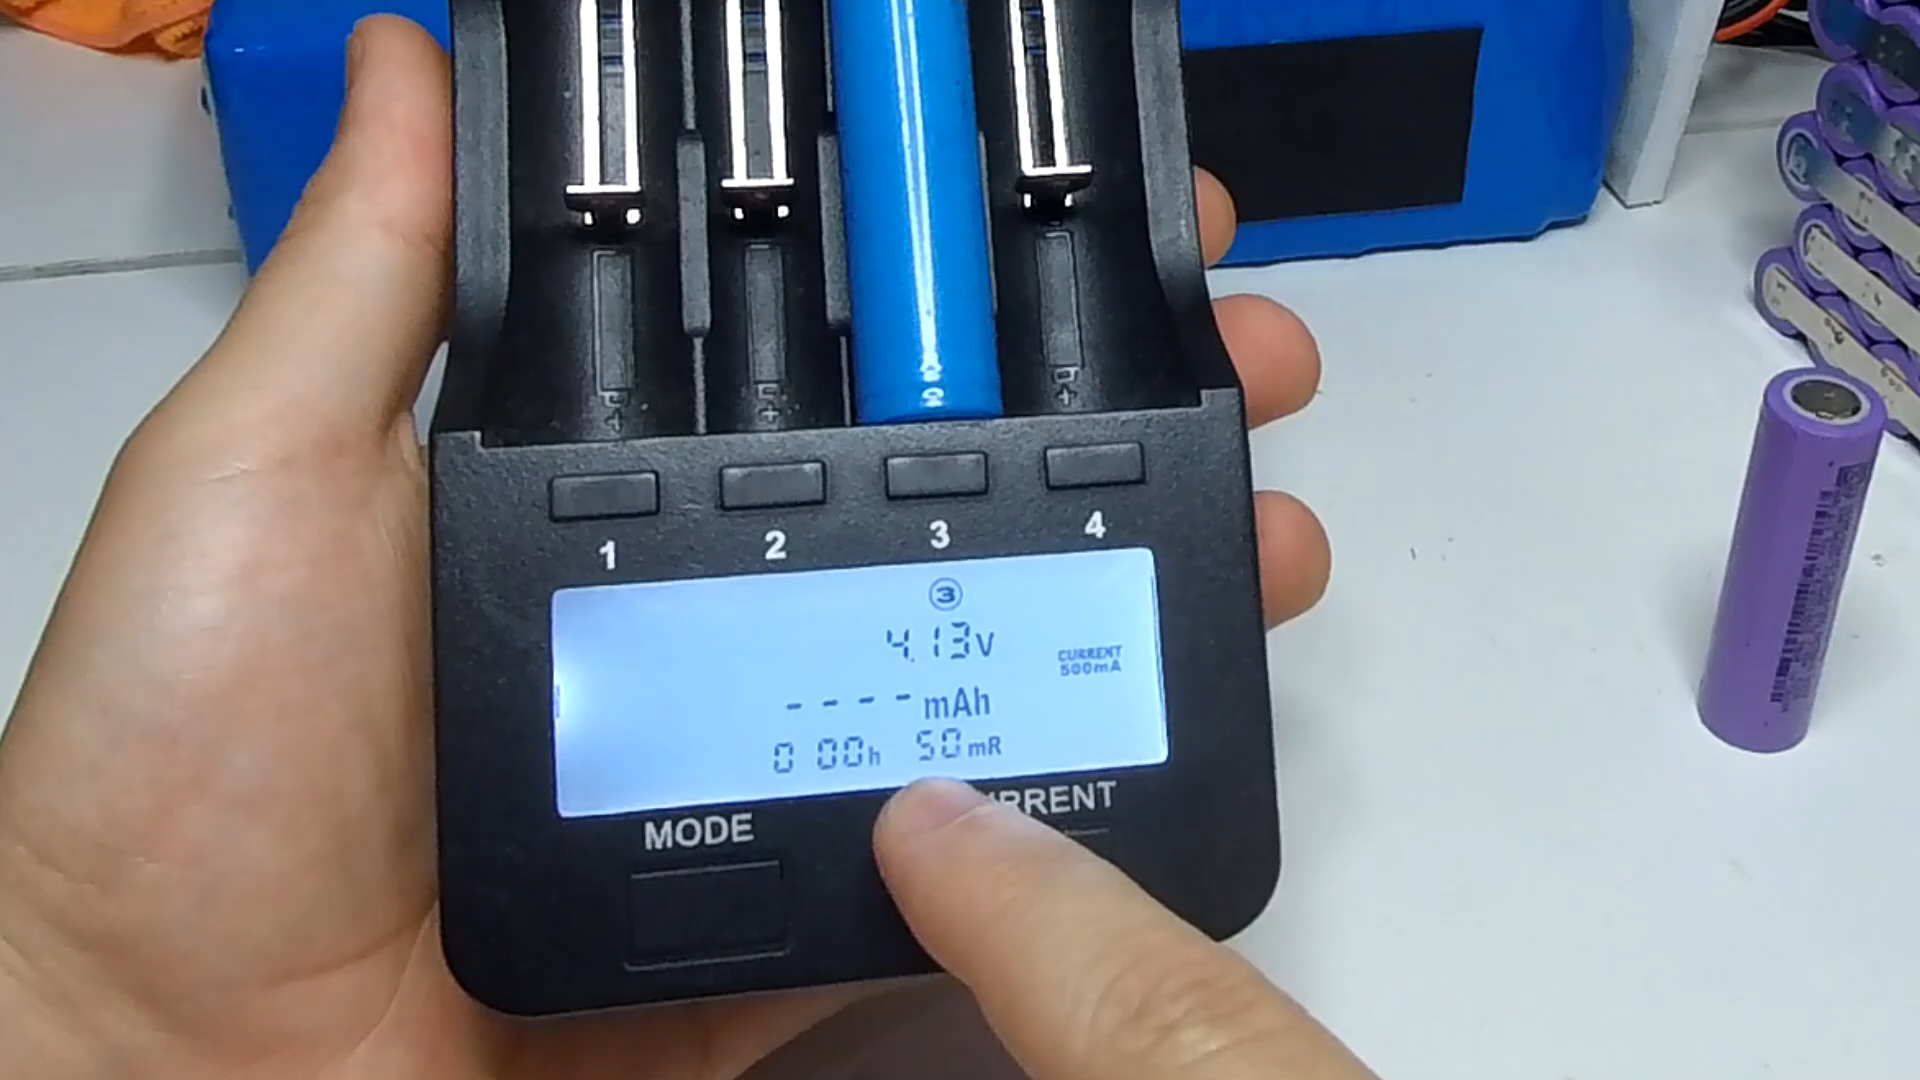 1 2 3 4
3
4.13V
CURRENT
500mA
----mAh
0 00h 50mR
MODE